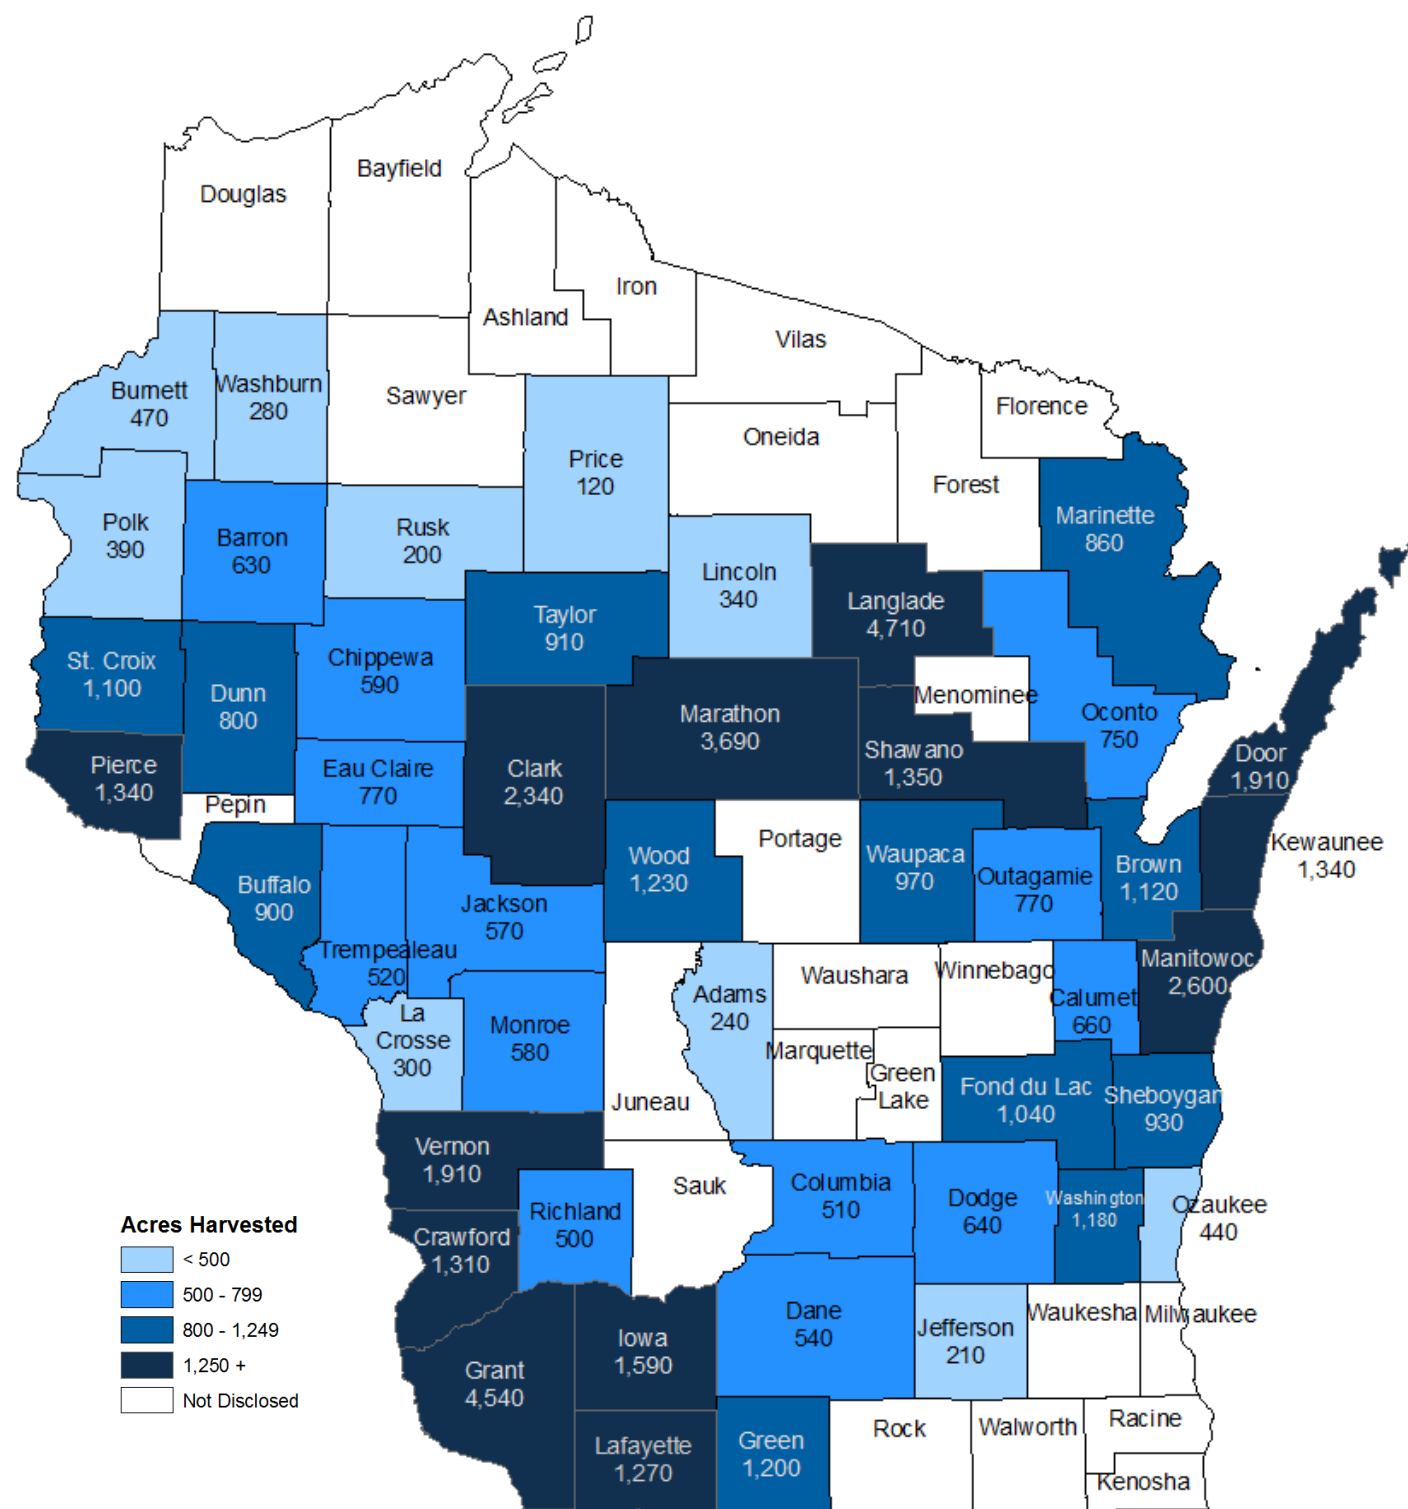 Bayfield
Douglas
Iron
Ashland
Vilas
Burnett
470
Washburn
280
Sawyer
Florence
Oneida
Price
120
Forest
Marinette
860
Polk
390
Barron
630
Rusk
200
Lincoln
340
Langlade
4,710
Taylor
910
St. Croix
1,100
Chippewa
590
Dunn
800
Menominee
Oconto
750
Marathon
3,690
Shawano
1,350
Door
1,910
Pierce
1,340
Eau Claire
770
Clark
2,340
Pepin
Portage
Kewaunee
1,340
Wood
1,230
Waupaca
970
Brown
1,120
Outagamie
770
Buffalo
900
Jackson
570
Trempealeau
520
Manitowoc
2,600
Waushara
Winnebago
Adams
240
Calumet
660
La
Crosse
300
Monroe
580
Marquette
Green
Lake
Juneau
Fond du Lac
1,040
Sheboygan
930
Vernon
1,910
Sauk
Columbia
510
Dodge
640
Washington
1,180
Ozaukee
440
Richland
500
Crawford
1,310
Acres Harvested
< 500
500 - 799
800 - 1,249
1,250 +
Not Disclosed
Dane
540
Jefferson
210
Waukesha
Milwaukee
Iowa
1,590
Grant
4,540
Rock
Walworth
Racine
Lafayette
1,270
Green
1,200
Kenosha